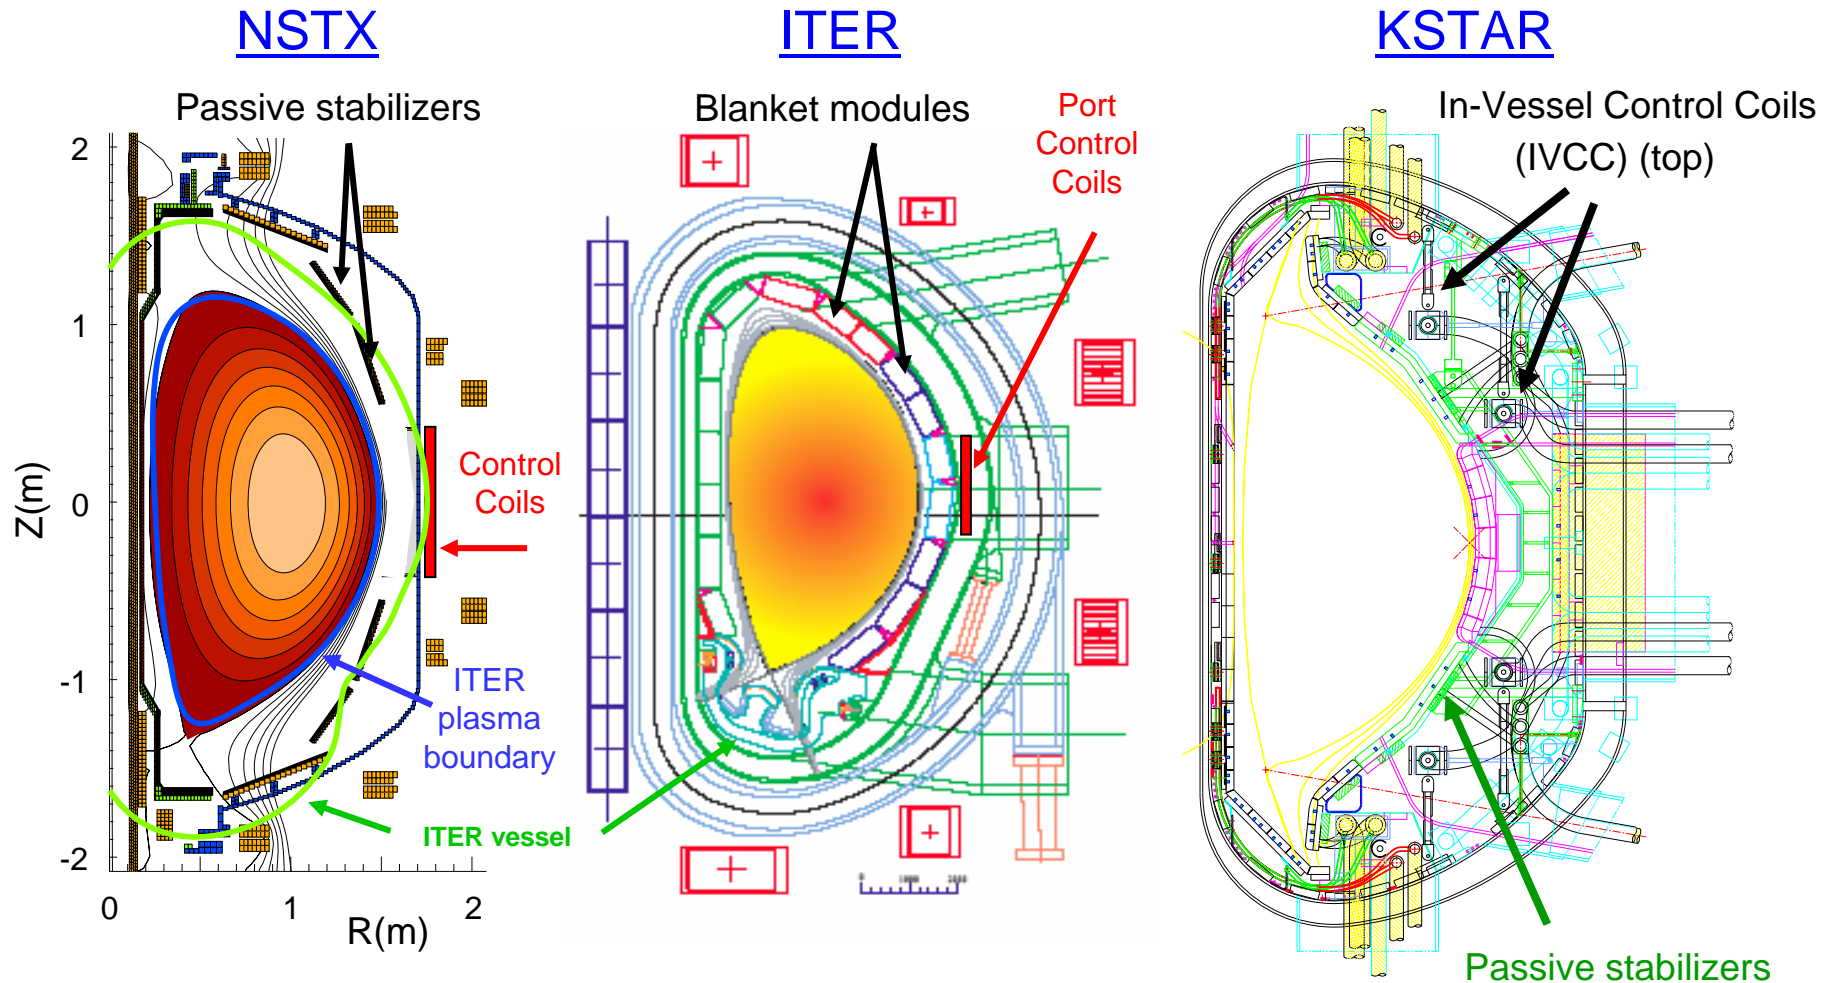 NSTX
ITER
KSTAR
Passive stabilizers
Blanket modules
Port
Control
Coils
In-Vessel Control Coils
(IVCC) (top)
2
1
0
-1
-2
Z(m)
Control
Coils
ITER
plasma
boundary
ITER vessel
0
1
2
R(m)
Passive stabilizers